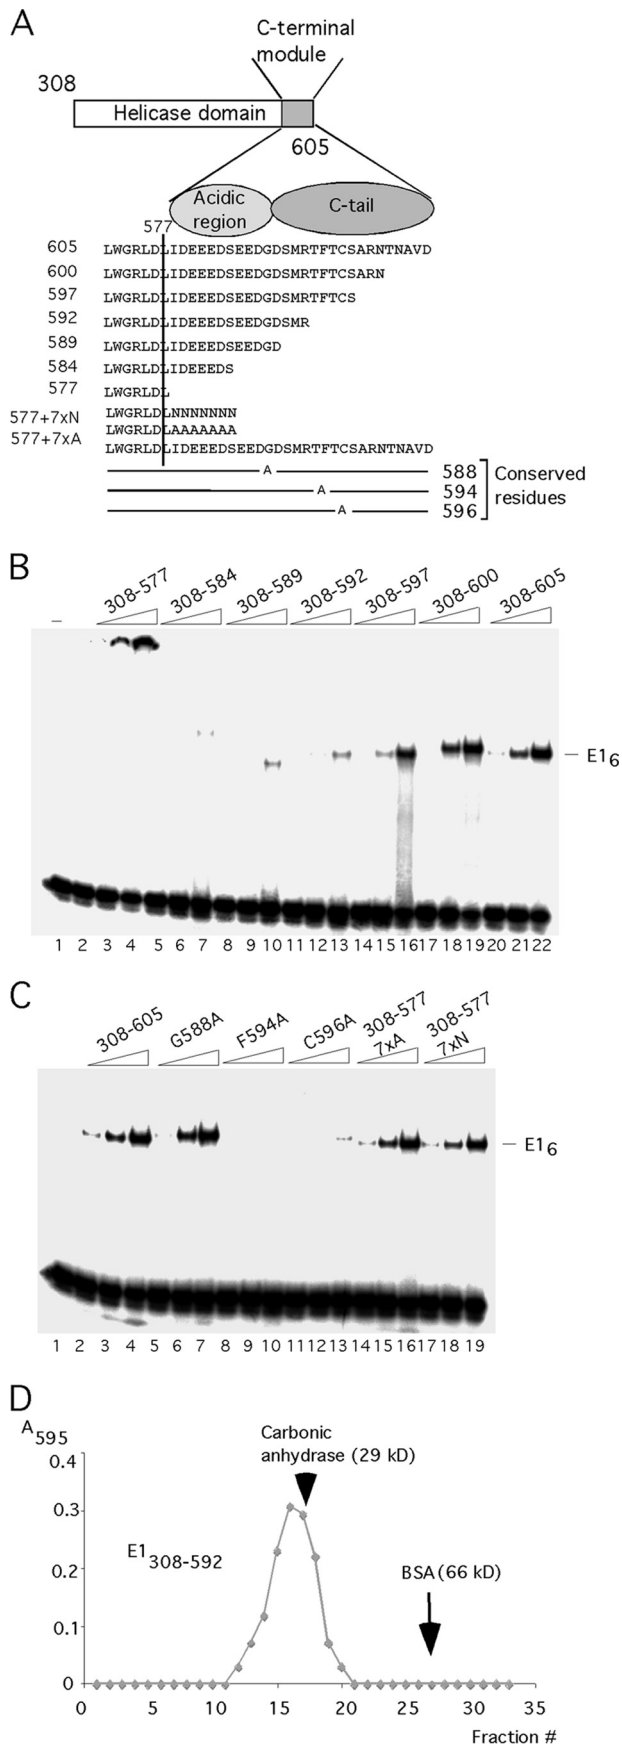 A
C-terminal
module
308
Helicase domain
605
Acidic
region
C-tail
577
605 LWGRLDLIDEEEDSEEDGDSMRTFTCSARNTNAVD
600 LWGRLDLIDEEEDSEEDGDSMRTFTCSARN
597 LWGRLDLIDEEEDSEEDGDSMRTFTCS
592 LWGRLDLIDEEEDSEEDGDSMR
589 LWGRLDLIDEEEDSEEDGD
584 LWGRLDLIDEEEDS
577 LWGRLDL
577+7xN LWGRLDLNNNNNNN
577+7xA LWGRLDLAAAAAAA
LWGRLDLIDEEEDSEEDGDSMRTFTCSARNTNAVD
A 588
A 594
A 596
Conserved
residues
B
– 308-577 308-584 308-589 308-592 308-597 308-600 308-605
E16
1 2 3 4 5 6 7 8 9 10 11 12 13 14 15 16 17 18 19 20 21 22
C
308-605 G588A F594A C596A 308-577 7xA 308-577 7xN
E16
1 2 3 4 5 6 7 8 9 10 11 12 13 14 15 16 17 18 19
D
A595
Carbonic
anhydrase (29 kD)
0.4
0.3
E1308-592
BSA (66 kD)
0.2
0.1
0
0 5 10 15 20 25 30 35
Fraction #